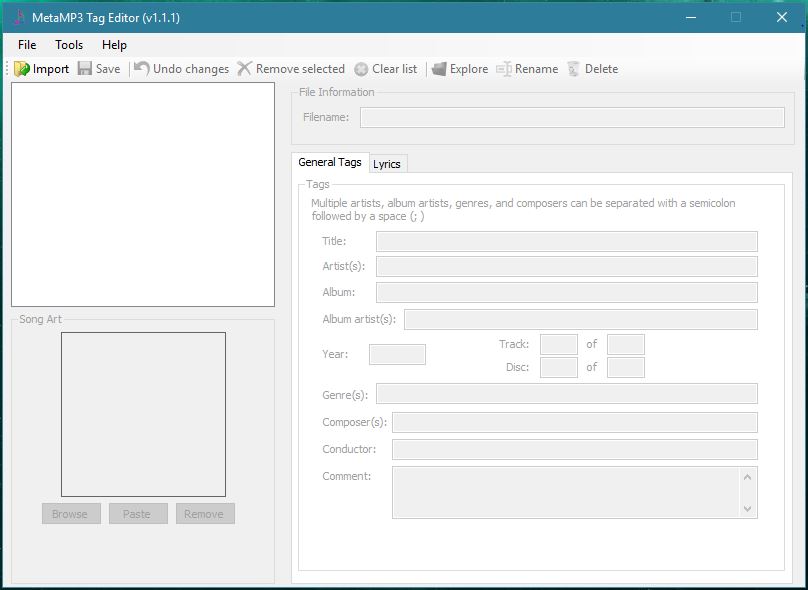 MetaMP3 Tag Editor (v1.1.1)
File Tools Help
Import Save Undo changes Remove selected Clear list Explore Rename Delete
File Information
Filename:
General Tags Lyrics
Tags
Multiple artists, album artists, genres, and composers can be separated with a semicolon
followed by a space (; )
Title:
Artist(s):
Album:
Album artist(s):
Year:
Track: of
Disc: of
Genre(s):
Composer(s):
Conductor:
Comment:
Song Art
Browse Paste Remove